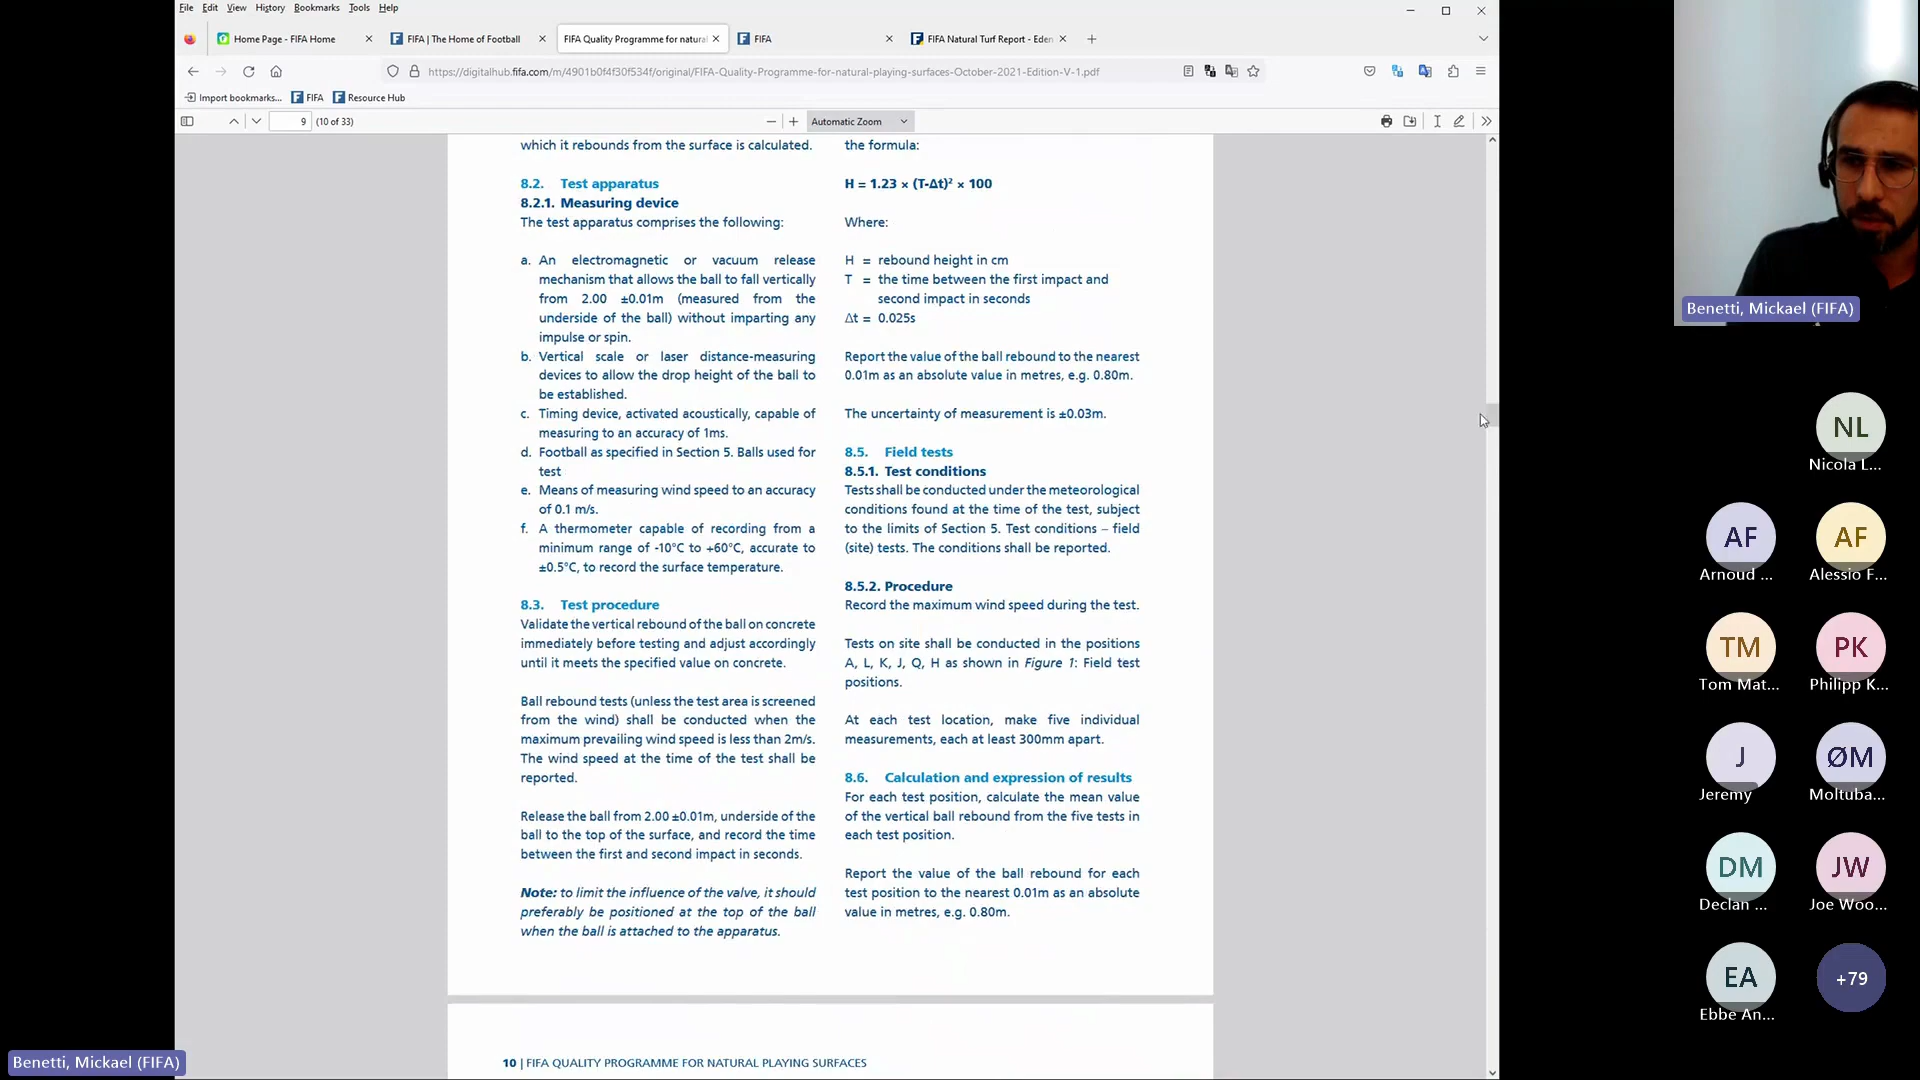 File Edit View History Bookmarks Tools Help
Home Page - FIFA Home
FIFA | The Home of Football
FIFA Quality Programme for natural
FIFA
FIFA Natural Turf Report - Eden
https://digitalhub.fifa.com/m/4901b0f4f30f534f/original/FIFA-Quality-Programme-for-natural-playing-surfaces-October-2021-Edition-V-1.pdf
Import bookmarks... FIFA Resource Hub
9 (10 of 33)
Automatic Zoom
which it rebounds from the surface is calculated.
8.2. Test apparatus
8.2.1. Measuring device
The test apparatus comprises the following:
a. An electromagnetic or vacuum release
mechanism that allows the ball to fall vertically
from 2.00 ±0.01m (measured from the
underside of the ball) without imparting any
impulse or spin.
b. Vertical scale or laser distance-measuring
devices to allow the drop height of the ball to
be established.
c. Timing device, activated acoustically, capable of
measuring to an accuracy of 1ms.
d. Football as specified in Section 5. Balls used for
test
e. Means of measuring wind speed to an accuracy
of 0.1 m/s.
f. A thermometer capable of recording from a
minimum range of -10°C to +60°C, accurate to
±0.5°C, to record the surface temperature.
8.3. Test procedure
Validate the vertical rebound of the ball on concrete
immediately before testing and adjust accordingly
until it meets the specified value on concrete.
Ball rebound tests (unless the test area is screened
from the wind) shall be conducted when the
maximum prevailing wind speed is less than 2m/s.
The wind speed at the time of the test shall be
reported.
Release the ball from 2.00 ±0.01m, underside of the
ball to the top of the surface, and record the time
between the first and second impact in seconds.
Note: to limit the influence of the valve, it should
preferably be positioned at the top of the ball
when the ball is attached to the apparatus.
the formula:
H = 1.23 × (T-Δt)² × 100
Where:
H = rebound height in cm
T = the time between the first impact and
second impact in seconds
Δt = 0.025s
Report the value of the ball rebound to the nearest
0.01m as an absolute value in metres, e.g. 0.80m.
The uncertainty of measurement is ±0.03m.
8.5. Field tests
8.5.1. Test conditions
Tests shall be conducted under the meteorological
conditions found at the time of the test, subject
to the limits of Section 5. Test conditions – field
(site) tests. The conditions shall be reported.
8.5.2. Procedure
Record the maximum wind speed during the test.
Tests on site shall be conducted in the positions
A, L, K, J, Q, H as shown in Figure 1: Field test
positions.
At each test location, make five individual
measurements, each at least 300mm apart.
8.6. Calculation and expression of results
For each test position, calculate the mean value
of the vertical ball rebound from the five tests in
each test position.
Report the value of the ball rebound for each
test position to the nearest 0.01m as an absolute
value in metres, e.g. 0.80m.
10 | FIFA QUALITY PROGRAMME FOR NATURAL PLAYING SURFACES
Benetti, Mickael (FIFA)
Benetti, Mickael (FIFA)
NL
Nicola L...
AF
Arnoud ...
AF
Alessio F...
TM
Tom Mat...
PK
Philipp K...
J
Jeremy
ØM
Moltuba...
DM
Declan ...
JW
Joe Woo...
EA
Ebbe An...
+79